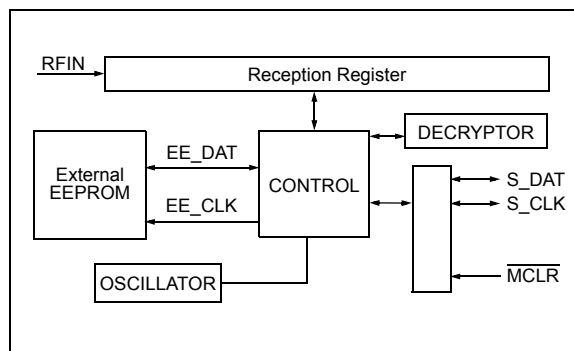 RFIN
Reception Register
DECRYPTOR
External
EEPROM
EE_DAT
CONTROL
EE_CLK
S_DAT
S_CLK
OSCILLATOR
MCLR